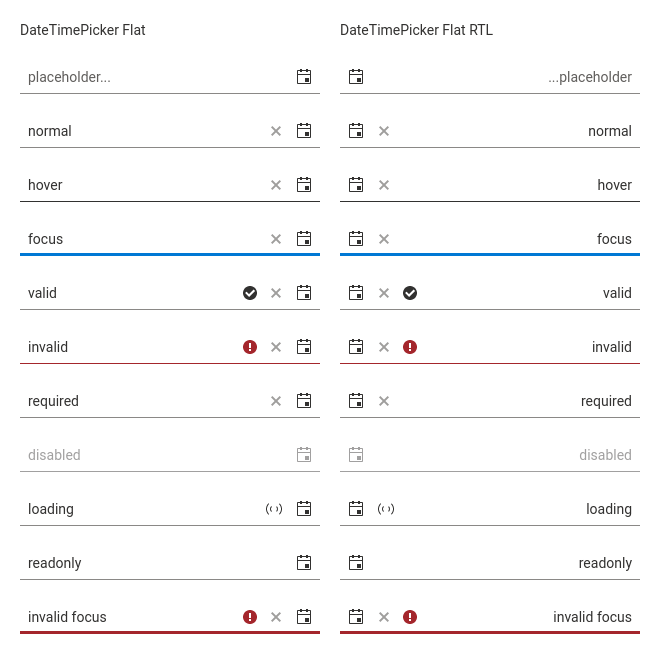 DateTimePicker Flat
placeholder...
normal
hover
focus
valid
invalid
required
disabled
loading
readonly
invalid focus
DateTimePicker Flat RTL
...placeholder
normal
hover
focus
valid
invalid
required
disabled
loading
readonly
invalid focus